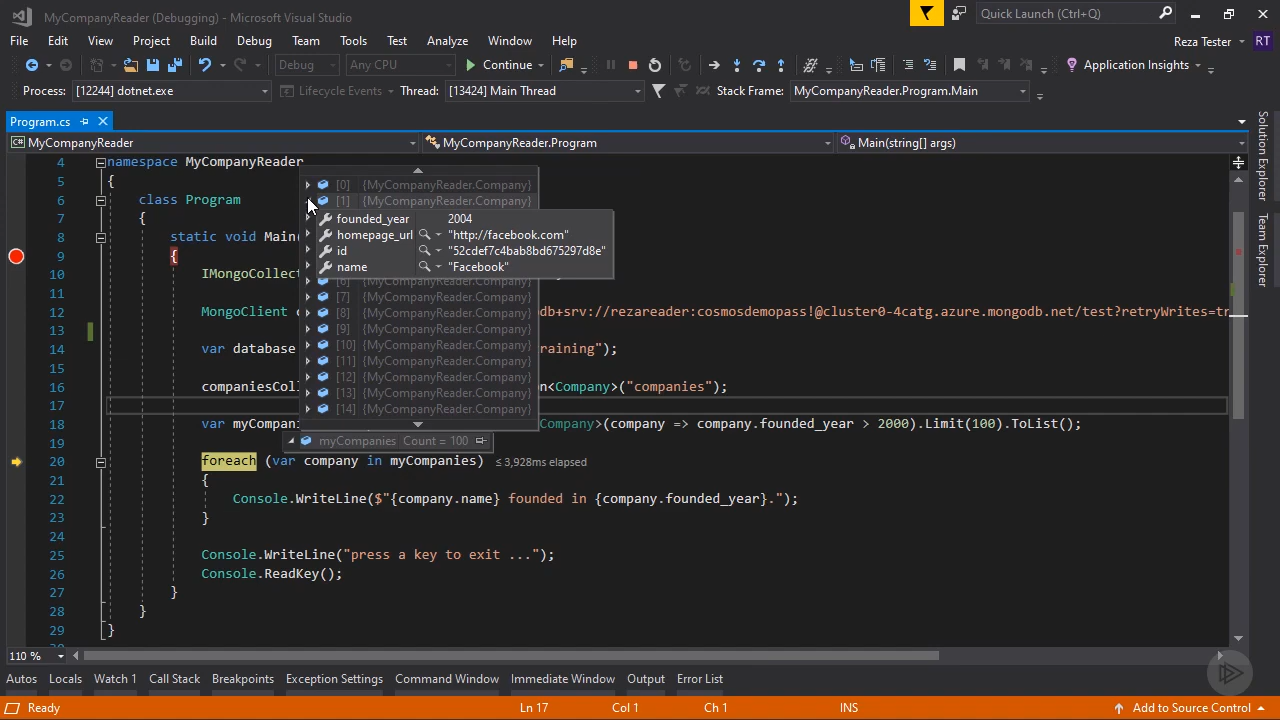 MyCompanyReader (Debugging) - Microsoft Visual Studio
Quick Launch (Ctrl+Q)
File Edit View Project Build Debug Team Tools Test Analyze Window Help
Reza Tester RT
Debug Any CPU Continue Application Insights
Process: [12244] dotnet.exe Lifecycle Events Thread: [13424] Main Thread Stack Frame: MyCompanyReader.Program.Main
Program.cs
MyCompanyReader MyCompanyReader.Program Main(string[] args)
4 namespace MyCompanyReader
5 {
6 class Program
7 {
8 static void Main(
9 {
10 IMongoCollect
11
12 MongoClient db+srv://rezareader:cosmosdemopass!@cluster0-4catg.azure.mongodb.net/test?retryWrites=tr
13
14 var database raining");
15
16 companiesColl on<Company>("companies");
17
18 var myCompani Company>(company => company.founded_year > 2000).Limit(100).ToList();
[0] {MyCompanyReader.Company}
[1] {MyCompanyReader.Company}
founded_year 2004
homepage_url "http://facebook.com"
id "52cdef7c4bab8bd675297d8e"
name "Facebook"
[6] {MyCompanyReader.Company}
[7] {MyCompanyReader.Company}
[8] {MyCompanyReader.Company}
[9] {MyCompanyReader.Company}
[10] {MyCompanyReader.Company}
[11] {MyCompanyReader.Company}
[12] {MyCompanyReader.Company}
[13] {MyCompanyReader.Company}
[14] {MyCompanyReader.Company}
myCompanies Count = 100
20 foreach (var company in myCompanies) ≤ 3,928ms elapsed
21 {
22 Console.WriteLine($"{company.name} founded in {company.founded_year}.");
23 }
24
25 Console.WriteLine("press a key to exit ...");
26 Console.ReadKey();
27 }
28 }
29 }
Solution Explorer
Team Explorer
110 %
Autos Locals Watch 1 Call Stack Breakpoints Exception Settings Command Window Immediate Window Output Error List
Ready Ln 17 Col 1 Ch 1 INS Add to Source Control